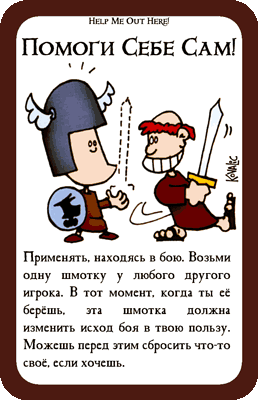 Help Me Out Here!
Помоги Себе Сам!
KOVALIC
Применять, находясь в бою. Возьми
одну шмотку у любого другого
игрока. В тот момент, когда ты её
берёшь, эта шмотка должна
изменить исход боя в твою пользу.
Можешь перед этим сбросить что-то
своё, если хочешь.